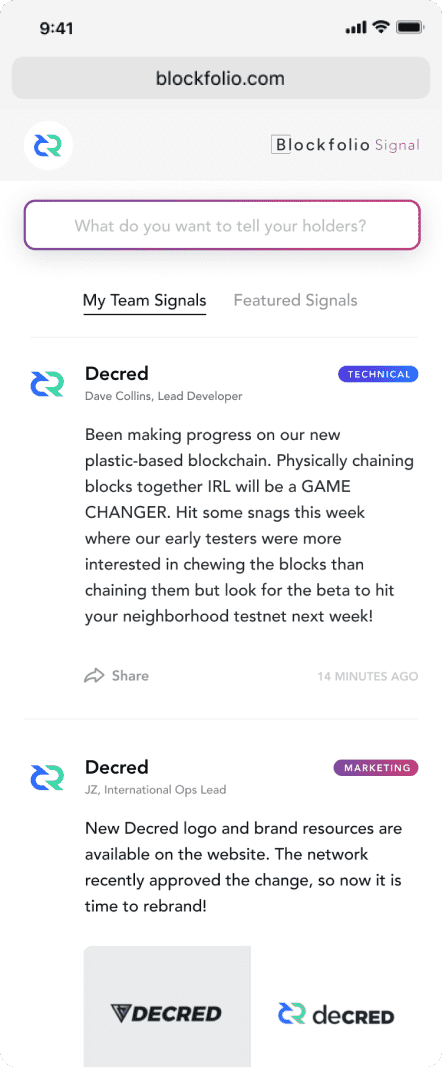 9:41
blockfolio.com
Blockfolio Signal
What do you want to tell your holders?
My Team Signals Featured Signals
Decred TECHNICAL
Dave Collins, Lead Developer
Been making progress on our new
plastic-based blockchain. Physically chaining
blocks together IRL will be a GAME
CHANGER. Hit some snags this week
where our early testers were more
interested in chewing the blocks than
chaining them but look for the beta to hit
your neighborhood testnet next week!
Share 14 MINUTES AGO
Decred MARKETING
JZ, International Ops Lead
New Decred logo and brand resources are
available on the website. The network
recently approved the change, so now it is
time to rebrand!
DECRED decRED